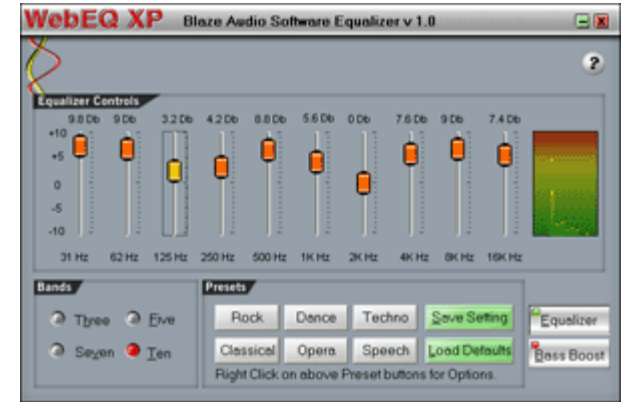 WebEQ XP Blaze Audio Software Equalizer v 1.0
?
Equalizer Controls
9.8 Db 9 Db 3.2 Db 4.2 Db 8.8 Db 5.6 Db 0 Db 7.6 Db 9 Db 7.4 Db
+10
+5
0
-5
-10
31 Hz 62 Hz 125 Hz 250 Hz 500 Hz 1K Hz 2K Hz 4K Hz 8K Hz 16K Hz
Bands
Three Five
Seven Ten
Presets
Rock Dance Techno Save Setting
Classical Opera Speech Load Defaults
Right Click on above Preset buttons for Options.
Equalizer
Bass Boost